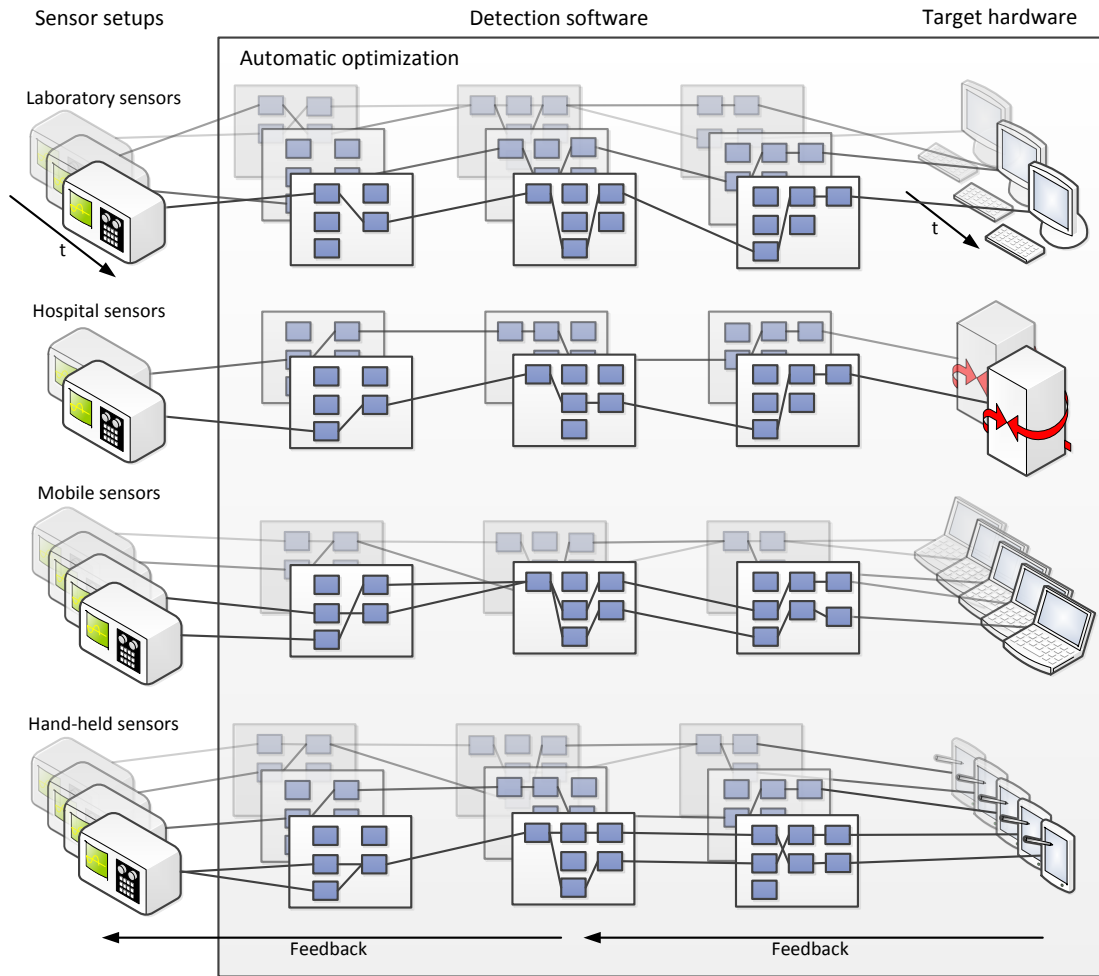 Sensor setups
Detection software
Target hardware
Automatic optimization
Laboratory sensors
t
t
Hospital sensors
Mobile sensors
Hand-held sensors
Feedback
Feedback